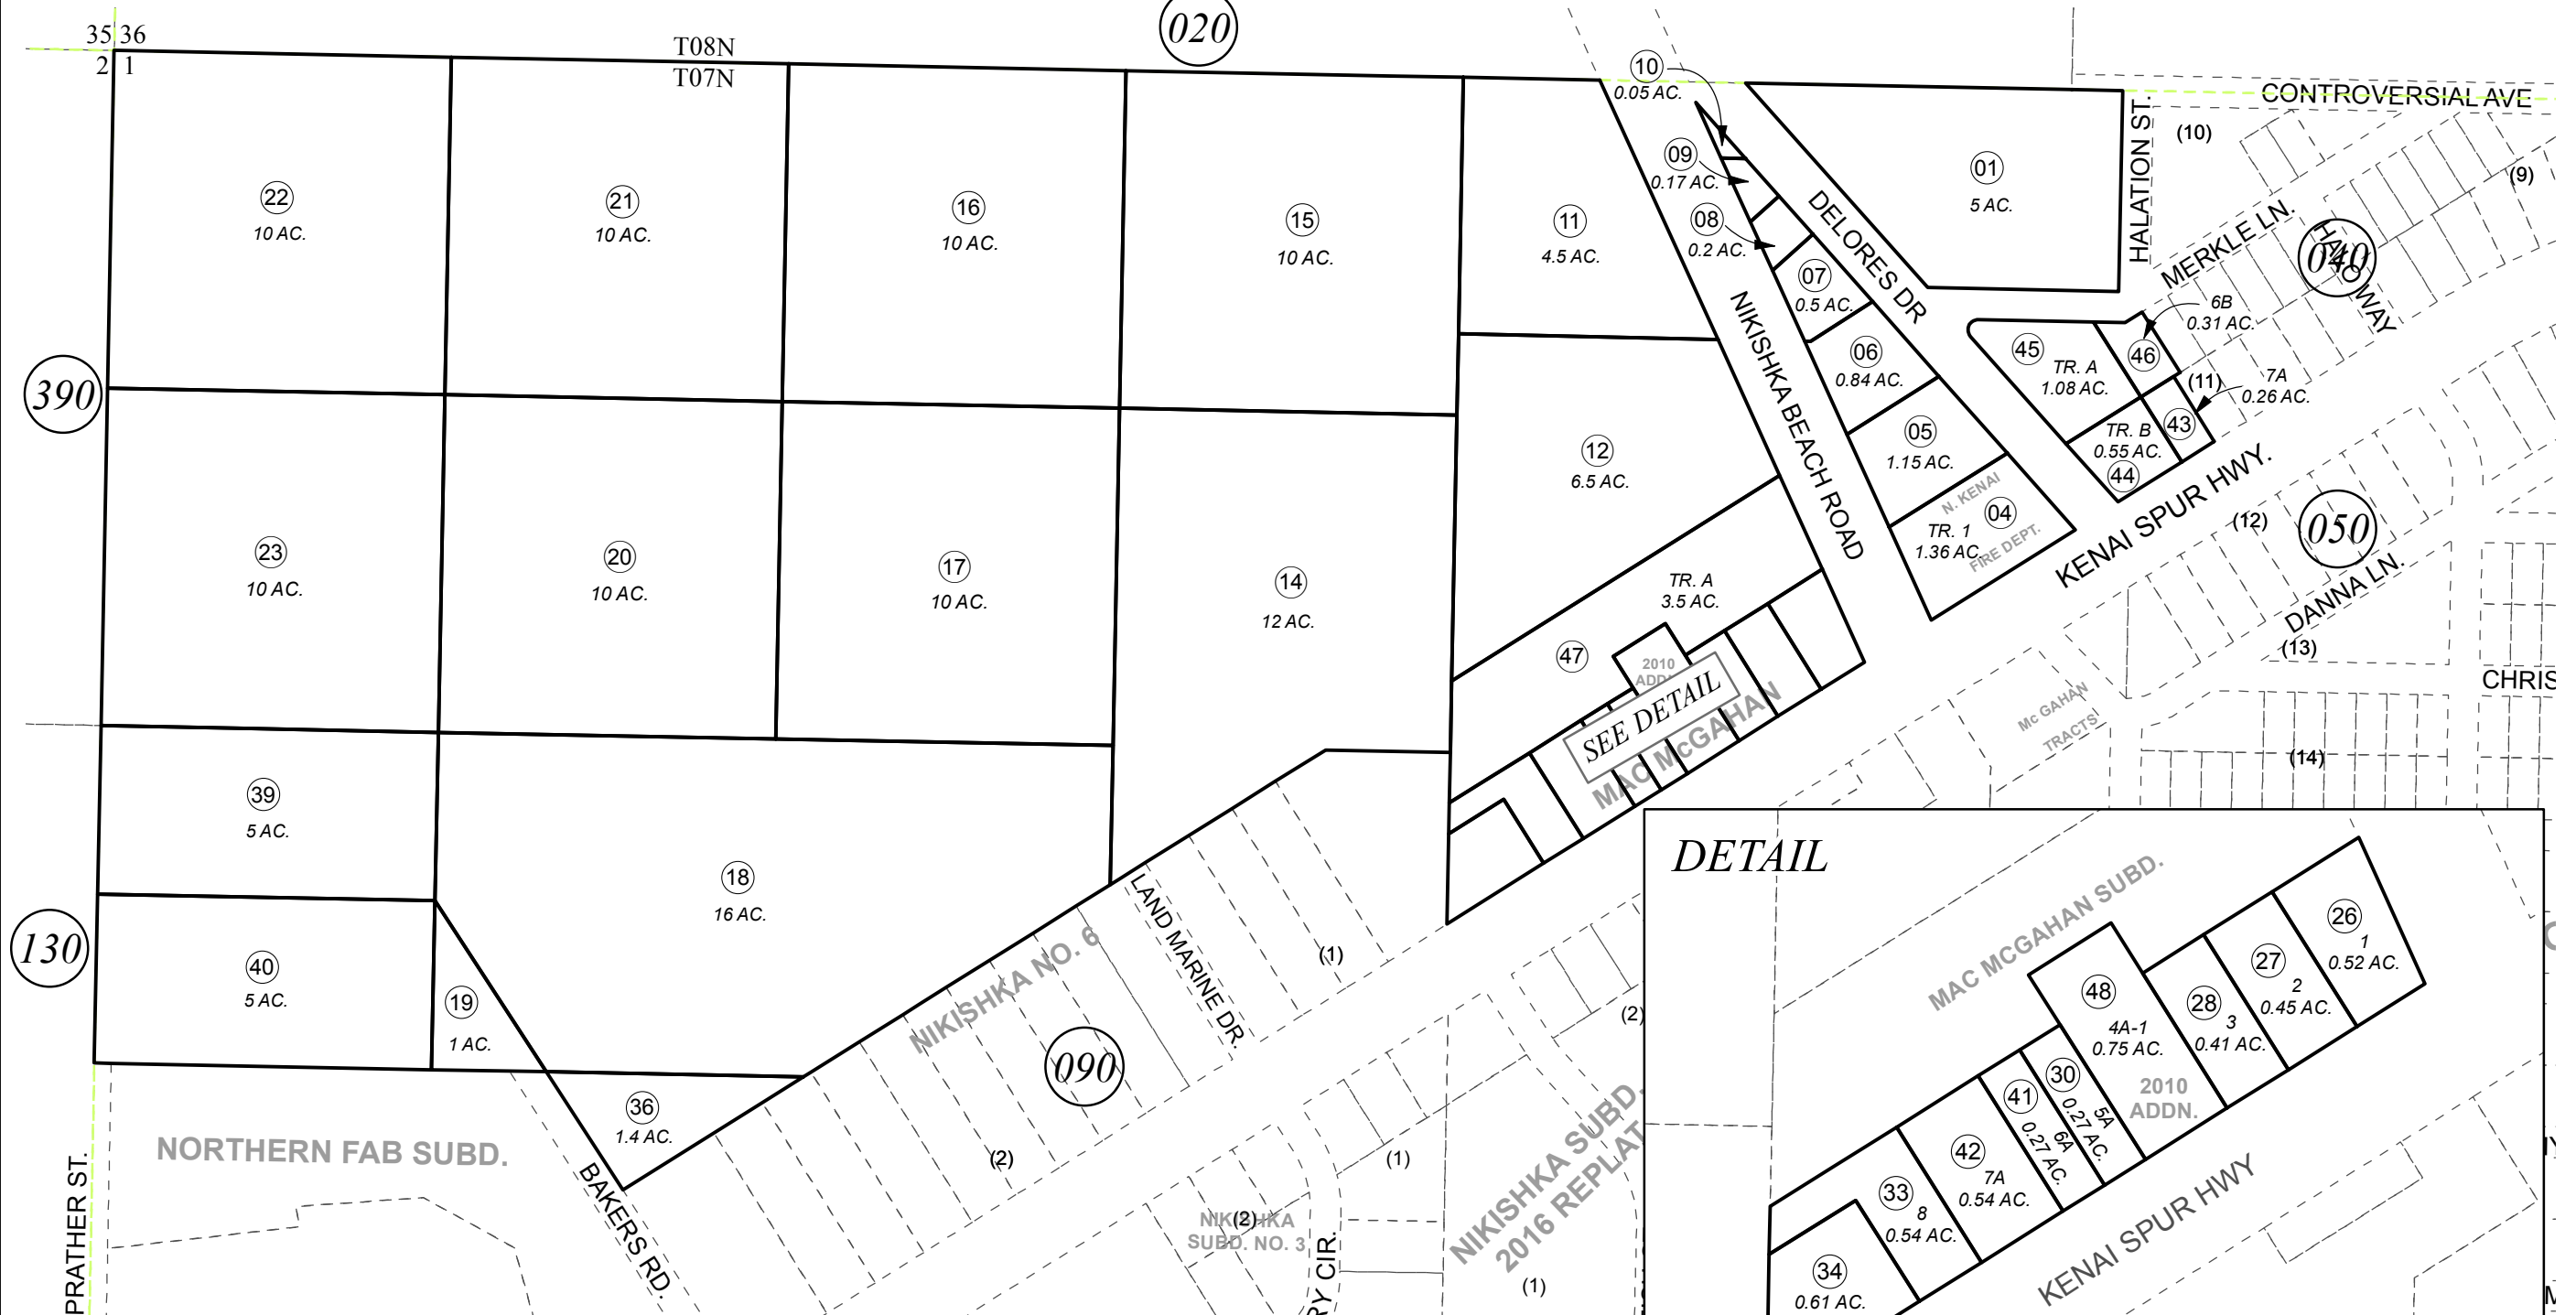 35 36
2 1
T08N
T07N
020
390
130
22
10 AC.
21
10 AC.
16
10 AC.
15
10 AC.
11
4.5 AC.
10
0.05 AC.
09
0.17 AC.
08
0.2 AC.
07
0.5 AC.
06
0.84 AC.
05
1.15 AC.
N. KENAI
04
TR. 1
1.36 AC.
FIRE DEPT.
DELORES DR
NIKISHKA BEACH ROAD
01
5 AC.
HALATION ST.
CONTROVERSIAL AVE
(10)
(9)
MERKLE LN.
040
HALO WAY
6B
0.31 AC.
45
TR. A
1.08 AC.
46
(11)
7A
0.26 AC.
43
TR. B
0.55 AC.
44
KENAI SPUR HWY.
(12)
050
DANNA LN.
(13)
CHRIS
Mc GAHAN
TRACTS
(14)
23
10 AC.
20
10 AC.
17
10 AC.
14
12 AC.
12
6.5 AC.
TR. A
3.5 AC.
47
2010
SEE DETAIL
MAC McGAHAN
39
5 AC.
40
5 AC.
18
16 AC.
19
1 AC.
36
1.4 AC.
NORTHERN FAB SUBD.
PRATHER ST.
BAKERS RD.
NIKISHKA NO. 6
LAND MARINE DR.
(1)
090
(2)
(2)
(1)
NIKISHKA
(2)
SUBD. NO. 3
RY CIR.
NIKISHKA SUBD.
2016 REPLAT
(1)
DETAIL
MAC MCGAHAN SUBD.
26
1
0.52 AC.
27
2
0.45 AC.
28
3
0.41 AC.
48
4A-1
0.75 AC.
2010
ADDN.
30
5A
0.27 AC.
41
6A
0.27 AC.
42
7A
0.54 AC.
33
8
0.54 AC.
34
0.61 AC.
KENAI SPUR HWY